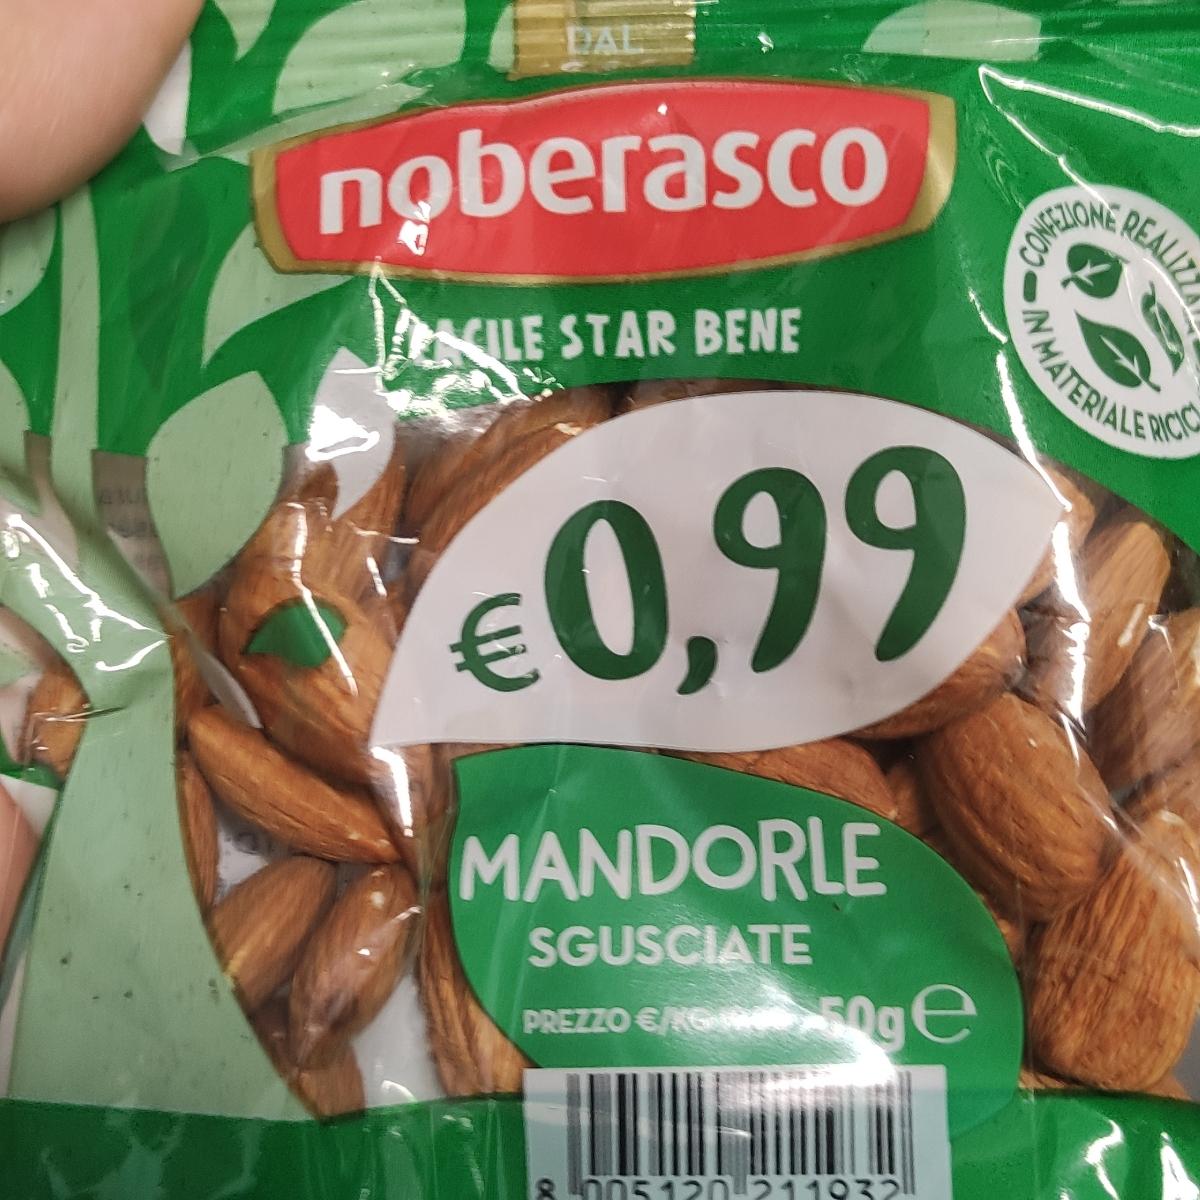 DAL
noberasco
FACILE STAR BENE
CONFEZIONE REALIZZATA
IN MATERIALE RICICL
€0,99
MANDORLE
SGUSCIATE
PREZZO €/KG 50g e
8 005120 211932